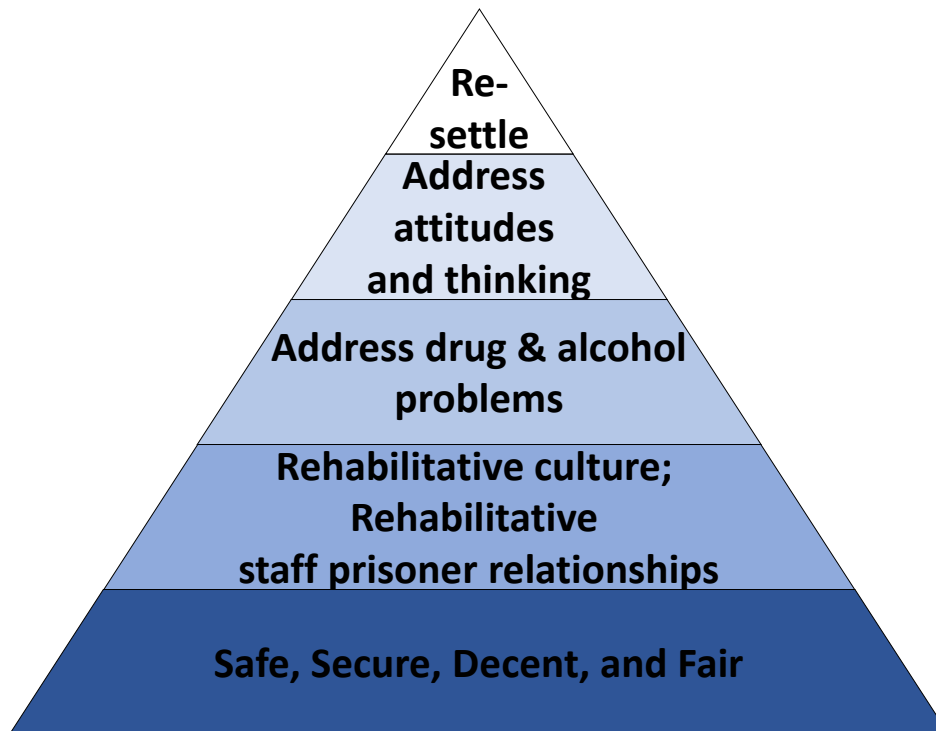 Re-
settle
Address
attitudes
and thinking
Address drug & alcohol
problems
Rehabilitative culture;
Rehabilitative
staff prisoner relationships
Safe, Secure, Decent, and Fair